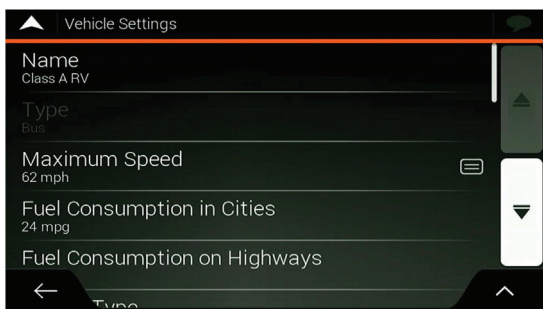 Vehicle Settings
Name
Class A RV
Type
Bus
Maximum Speed
62 mph
Fuel Consumption in Cities
24 mpg
Fuel Consumption on Highways
Type